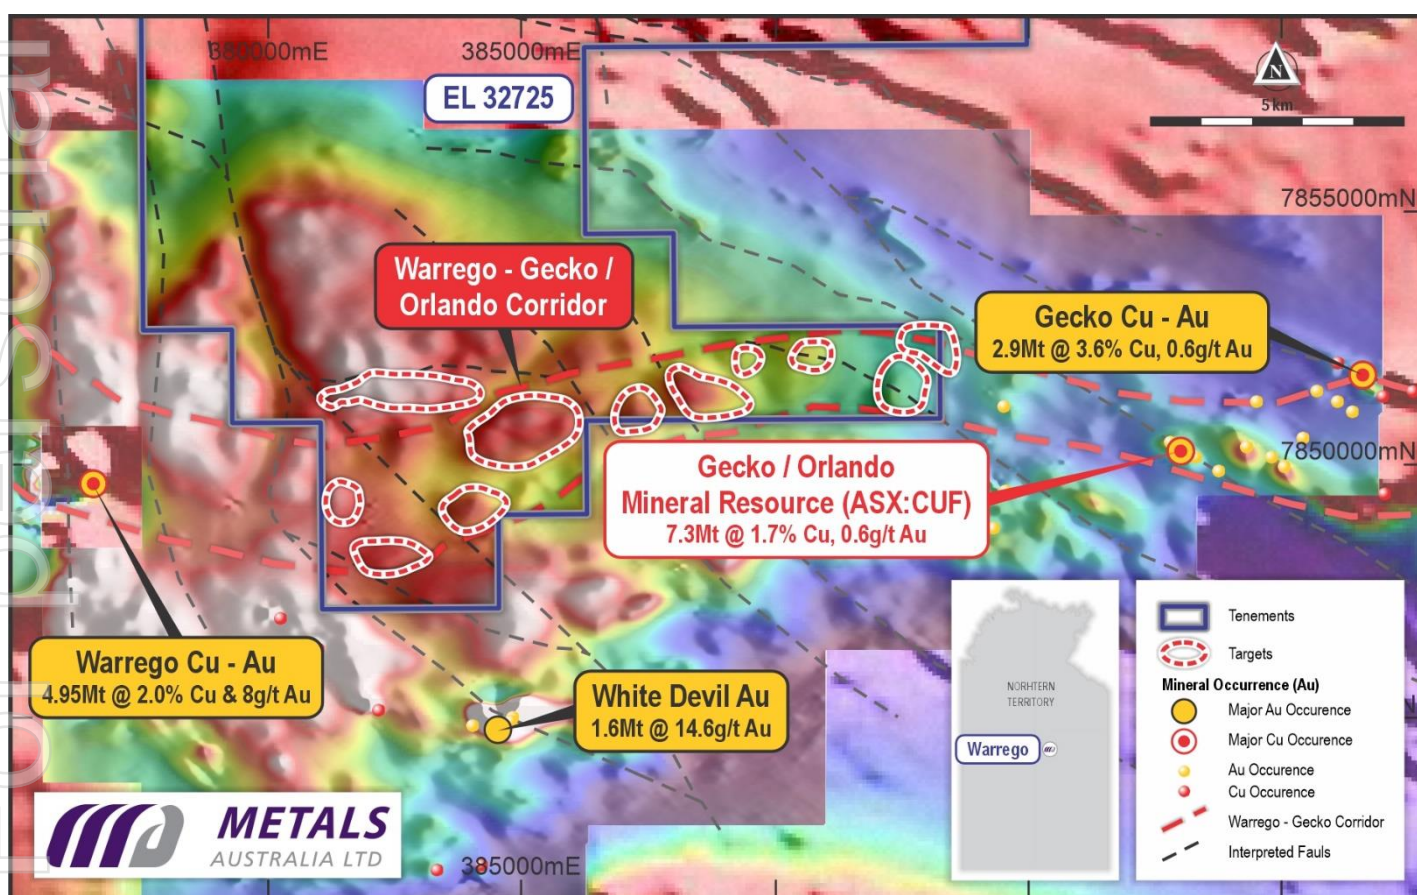 380000mE
385000mE
EL 32725
N
5 km
7855000mN
Warrego - Gecko /
Orlando Corridor
Gecko Cu - Au
2.9Mt @ 3.6% Cu, 0.6g/t Au
7850000mN
Gecko / Orlando
Mineral Resource (ASX:CUF)
7.3Mt @ 1.7% Cu, 0.6g/t Au
Warrego Cu - Au
4.95Mt @ 2.0% Cu & 8g/t Au
White Devil Au
1.6Mt @ 14.6g/t Au
NORHTERN
TERRITORY
Warrego
Tenements
Targets
Mineral Occurrence (Au)
Major Au Occurence
Major Cu Occurence
Au Occurence
Cu Occurence
Warrego - Gecko Corridor
Interpreted Fauls
METALS
AUSTRALIA LTD
385000mE